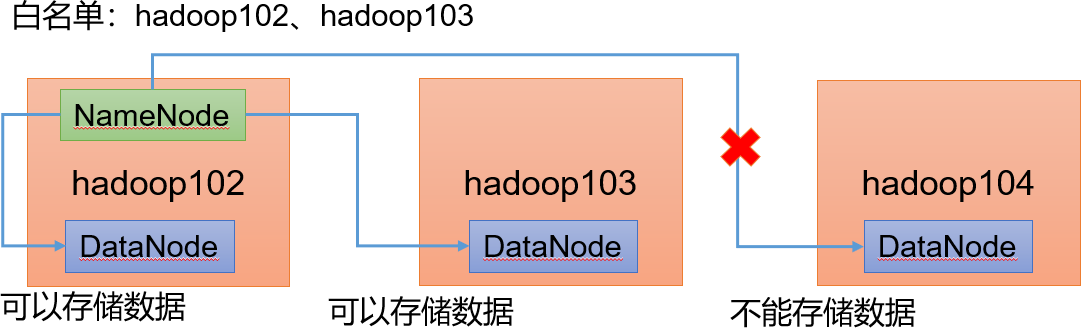 白名单：hadoop102、hadoop103
NameNode
hadoop102
DataNode
可以存储数据
hadoop103
DataNode
可以存储数据
hadoop104
DataNode
不能存储数据